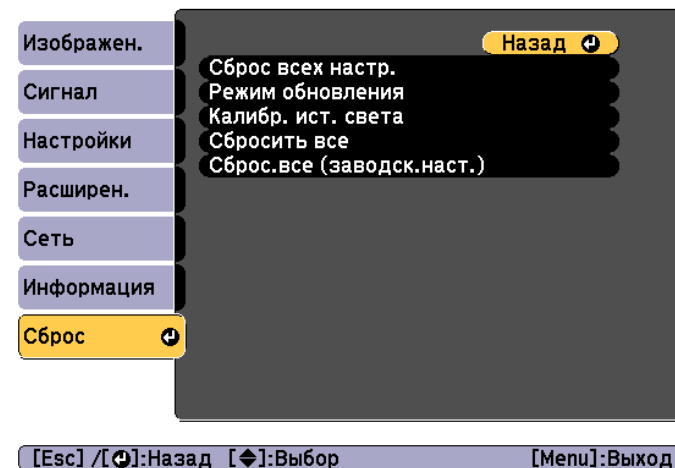 Изображен.
Сигнал
Настройки
Расширен.
Сеть
Информация
Сброс
Назад
Сброс всех настр.
Режим обновления
Калибр. ист. света
Сбросить все
Сброс.все (заводск.наст.)
[Esc] /[⏎]:Назад [◆]:Выбор [Menu]:Выход